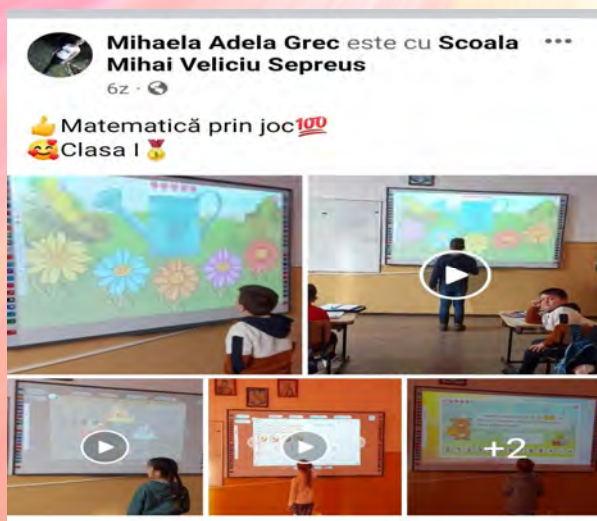 Mihaela Adela Grec este cu Scoala
Mihai Veliciu Sepreus
6z ·
👍Matematică prin joc💯
🥰Clasa I🥇
+2